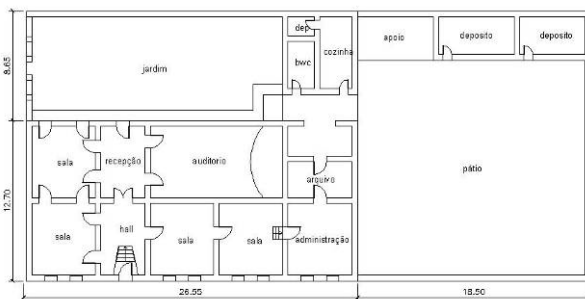 dep
cozinha
apoio
deposito
deposito
8.65
jardim
bwc
sala
recepção
auditorio
arquivo
pátio
12.70
sala
hall
sala
sala
administração
26.55
18.50